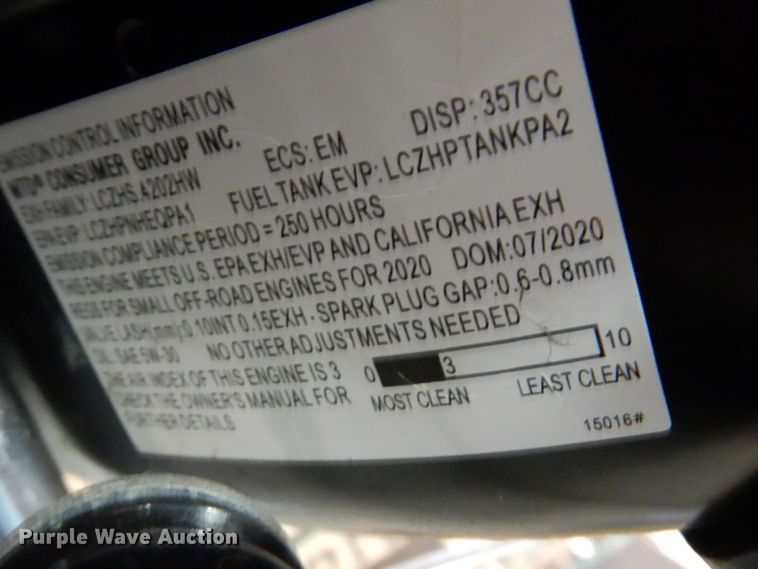 EMISSION CONTROL INFORMATION
MTD® CONSUMER GROUP INC.
EXH FAMILY: LCZHS.4202HW ECS: EM DISP: 357CC
EPA EVP: LCZHPNHEQPA1 FUEL TANK EVP: LCZHPTANKPA2
EMISSION COMPLIANCE PERIOD = 250 HOURS
THIS ENGINE MEETS U.S. EPA EXH/EVP AND CALIFORNIA EXH
REGS FOR SMALL OFF-ROAD ENGINES FOR 2020 DOM: 07/2020
VALVE LASH(mm):0.10INT 0.15EXH - SPARK PLUG GAP:0.6-0.8mm
OIL: SAE 5W-30 NO OTHER ADJUSTMENTS NEEDED
THE AIR INDEX OF THIS ENGINE IS 3 0 3 10
CHECK THE OWNER'S MANUAL FOR MOST CLEAN LEAST CLEAN
FURTHER DETAILS 15016#
Purple Wave Auction